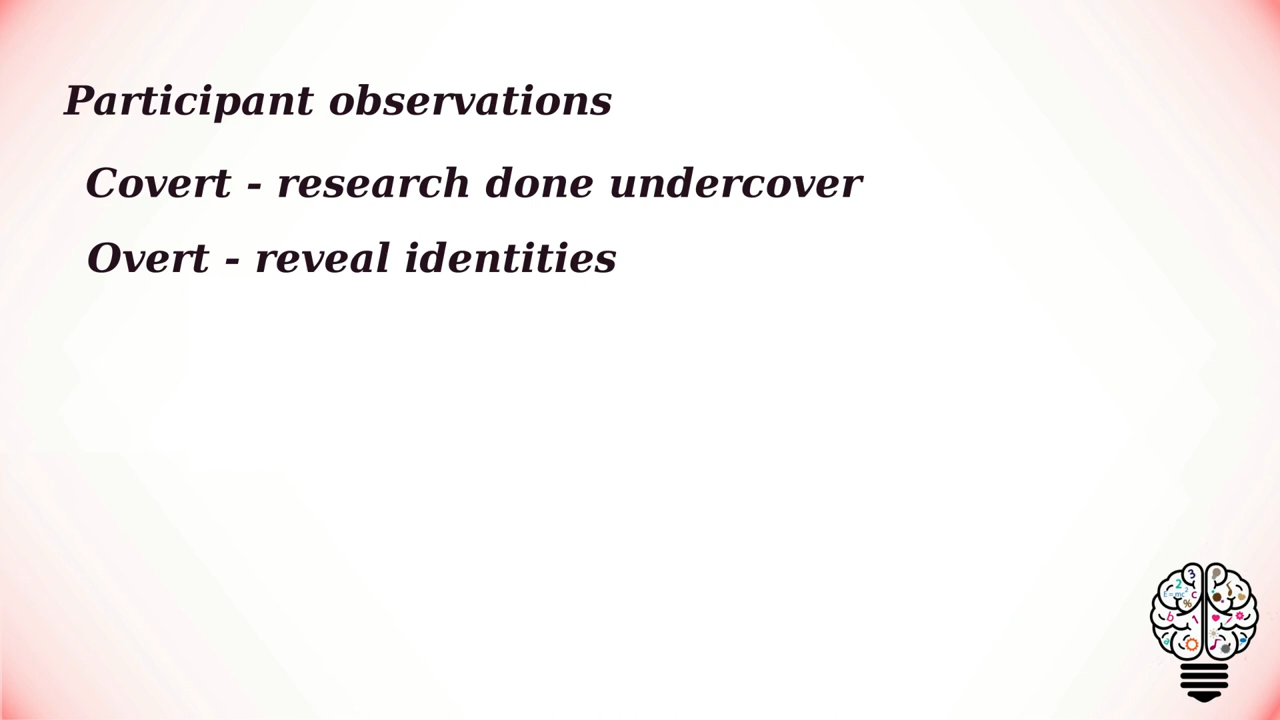 Participant observations
Covert - research done undercover
Overt - reveal identities